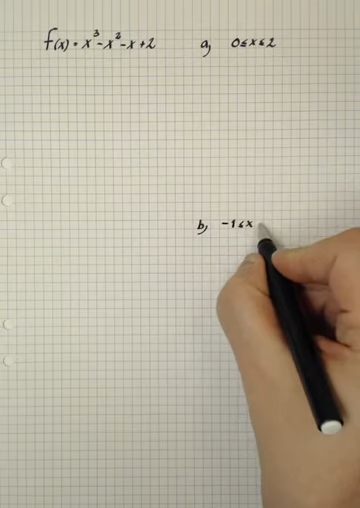 f(x) = x³-x²-x+2 a) 0≤x≤2
b) -1≤x